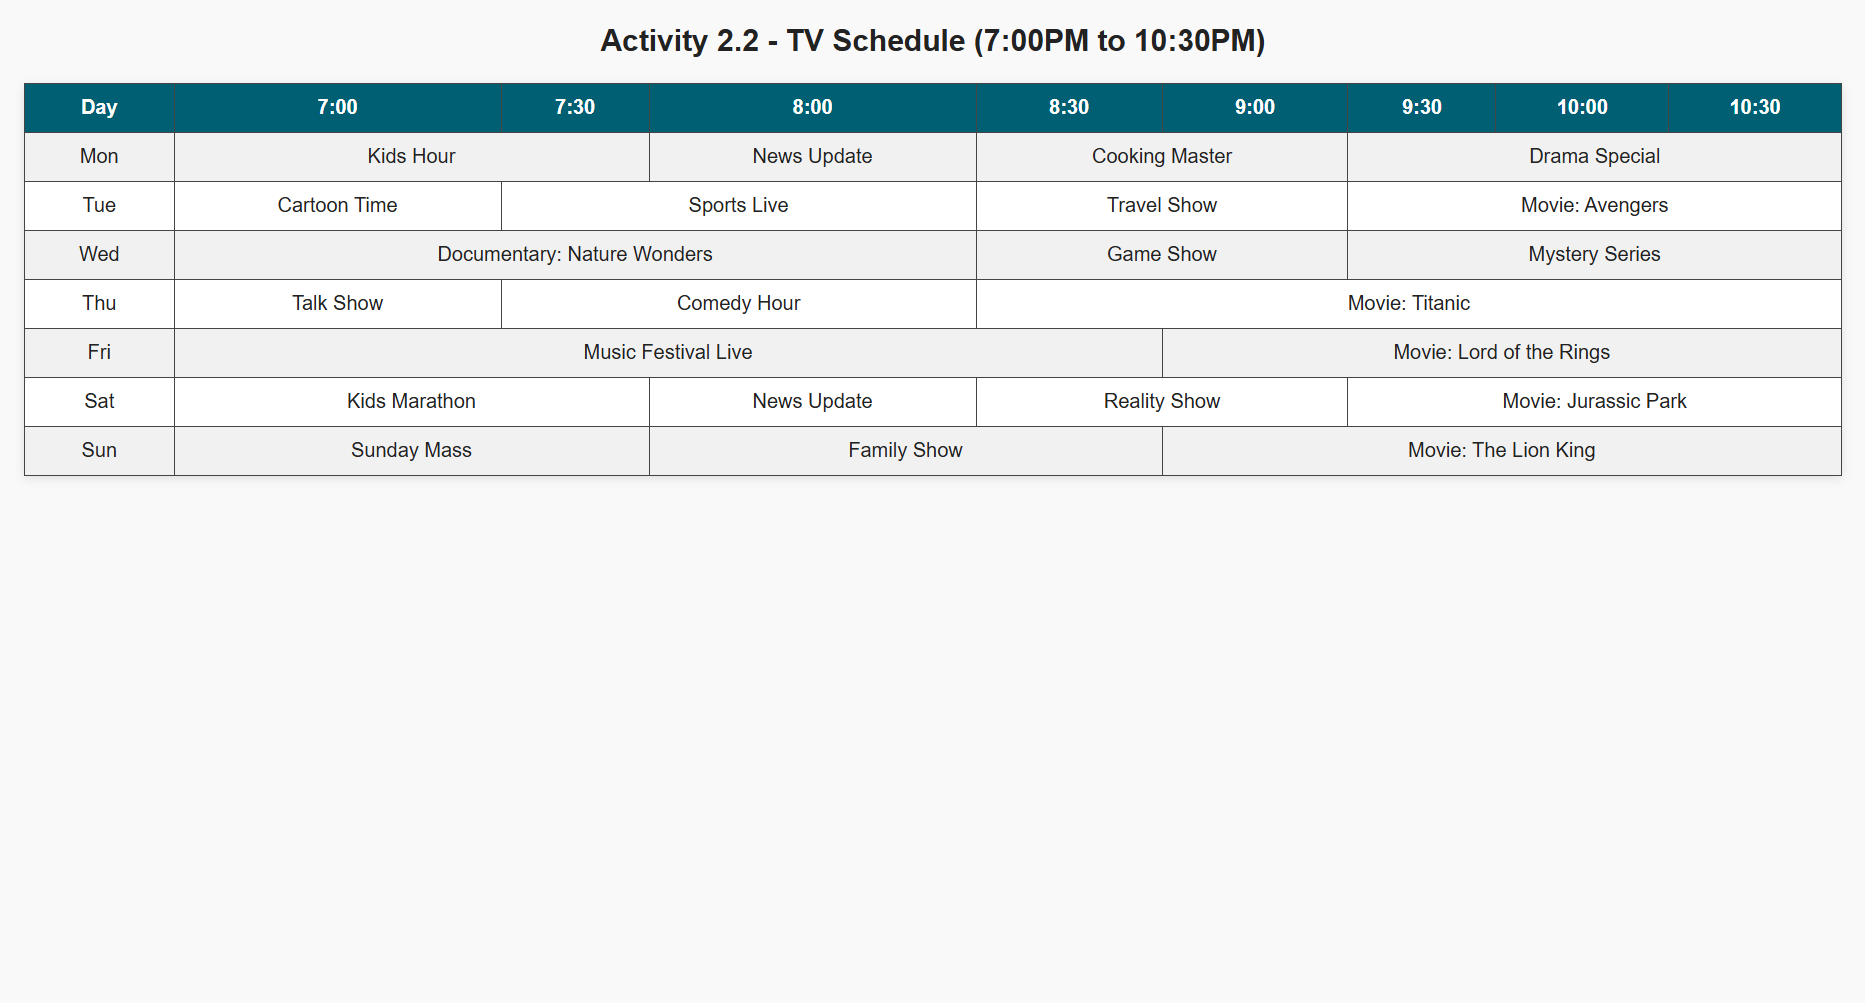 Activity 2.2 - TV Schedule (7:00PM to 10:30PM)
Day 7:00 7:30 8:00 8:30 9:00 9:30 10:00 10:30
Mon Kids Hour News Update Cooking Master Drama Special
Tue Cartoon Time Sports Live Travel Show Movie: Avengers
Wed Documentary: Nature Wonders Game Show Mystery Series
Thu Talk Show Comedy Hour Movie: Titanic
Fri Music Festival Live Movie: Lord of the Rings
Sat Kids Marathon News Update Reality Show Movie: Jurassic Park
Sun Sunday Mass Family Show Movie: The Lion King